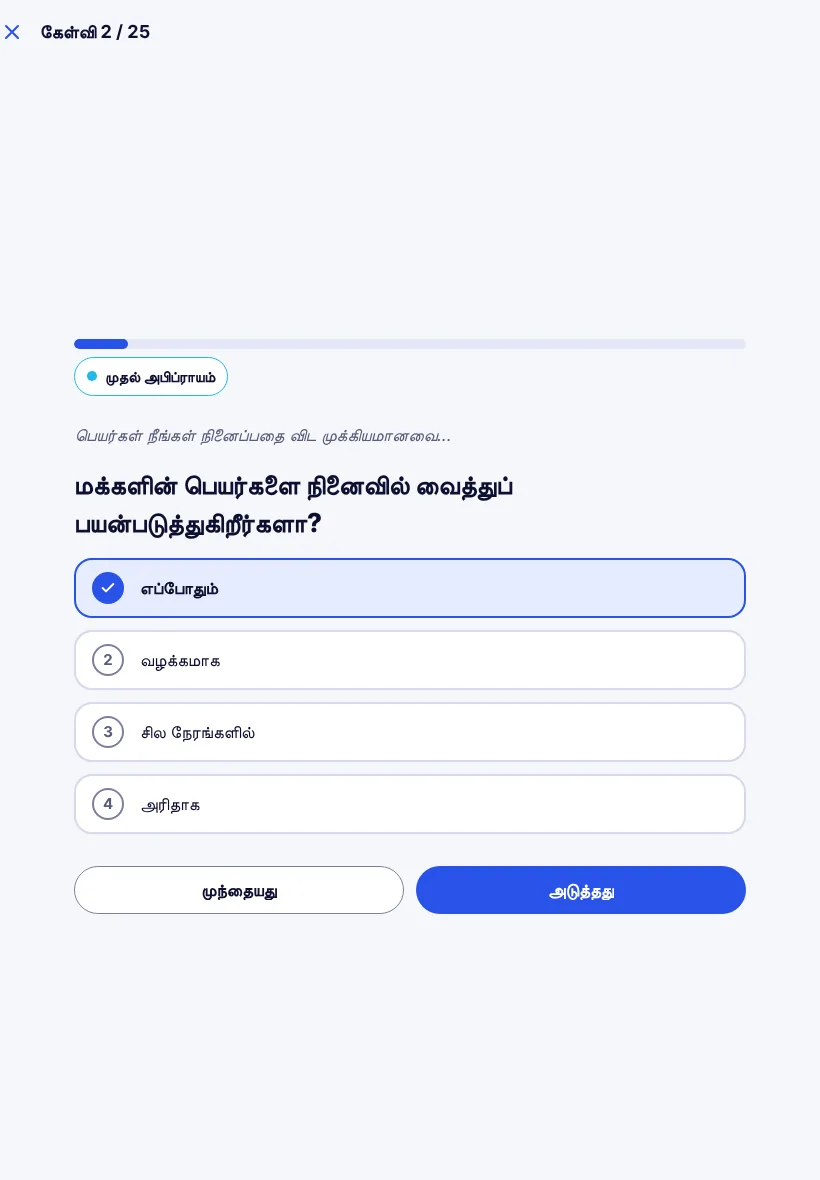 கேள்வி 2 / 25
முதல் அபிப்ராயம்
பெயர்கள் நீங்கள் நினைப்பதை விட முக்கியமானவை...
மக்களின் பெயர்களை நினைவில் வைத்துப்
பயன்படுத்துகிறீர்களா?
எப்போதும்
2 வழக்கமாக
3 சில நேரங்களில்
4 அரிதாக
முந்தையது
அடுத்தது